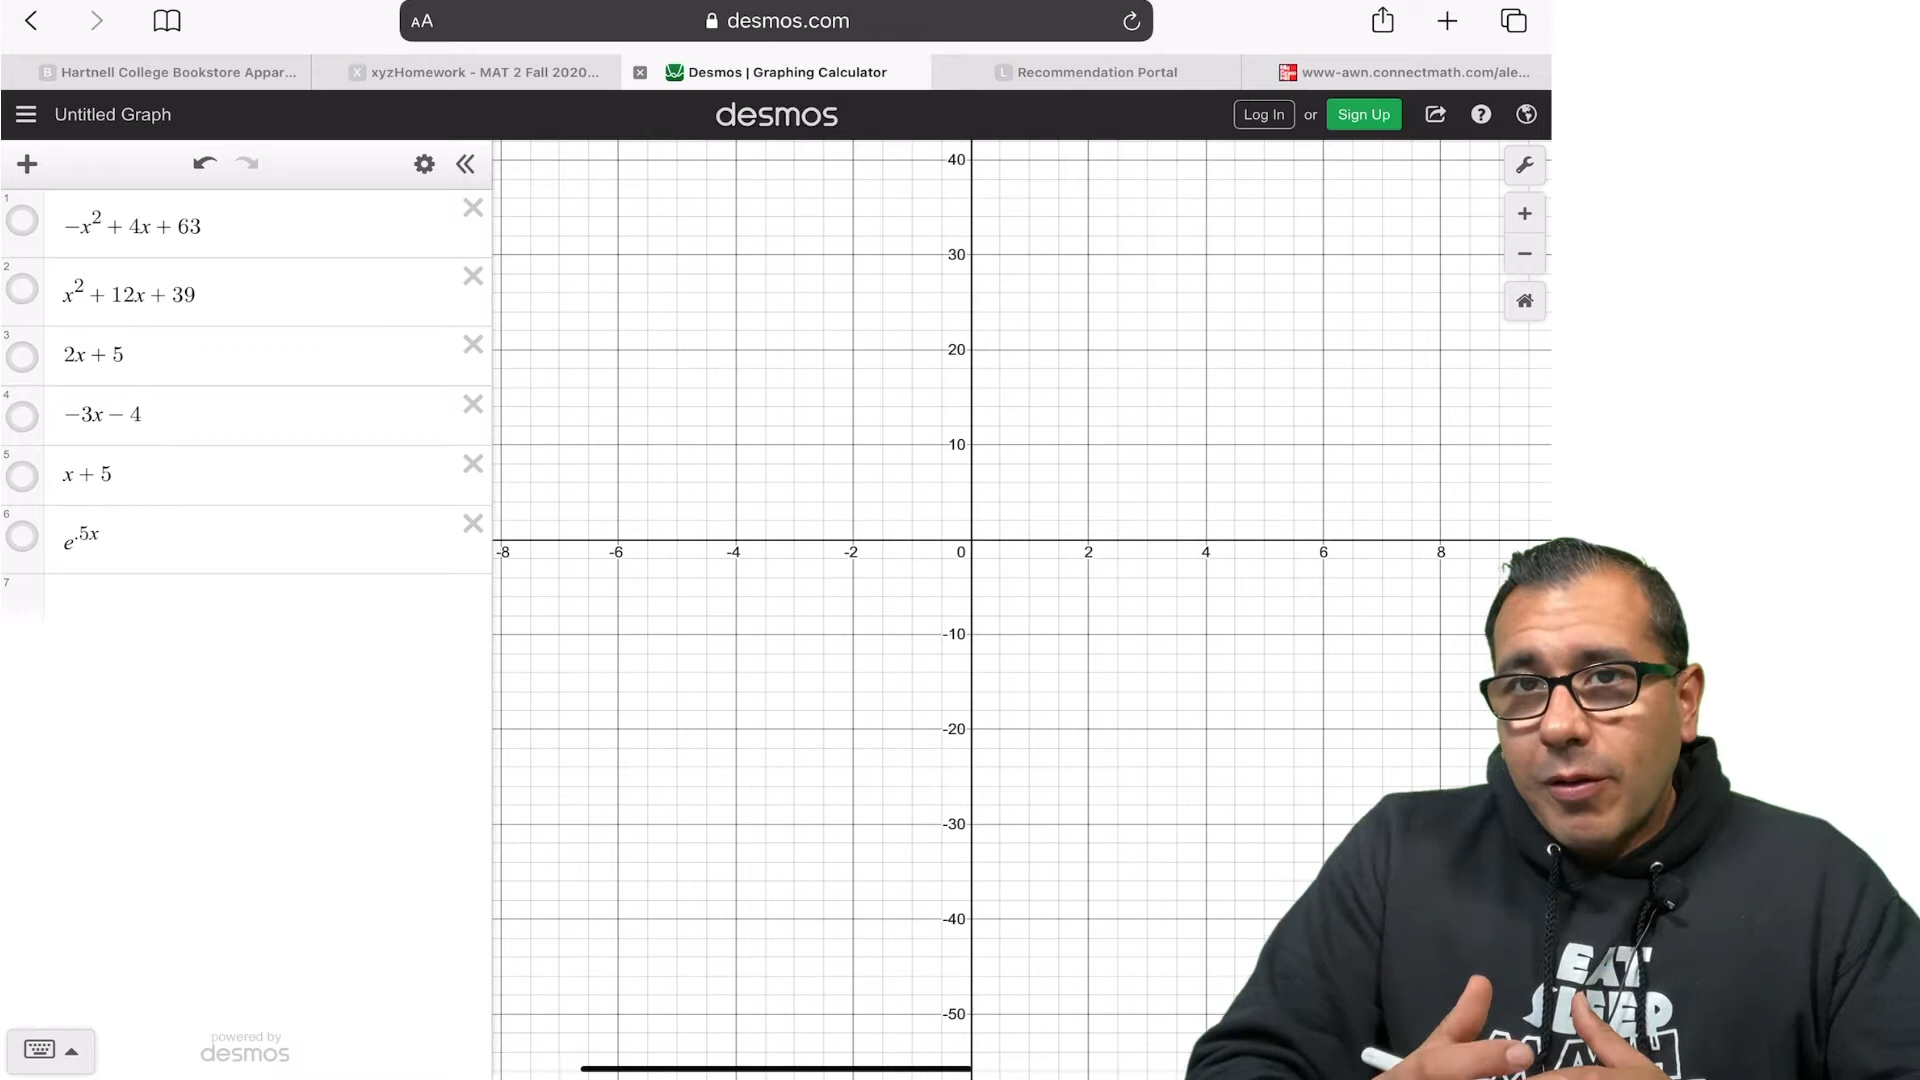 AA
desmos.com
B Hartnell College Bookstore Appar...
X xyzHomework - MAT 2 Fall 2020...
Desmos | Graphing Calculator
L Recommendation Portal
www-awn.connectmath.com/ale...
Untitled Graph
desmos
Log In or Sign Up
1
−x² + 4x + 63
2
x² + 12x + 39
3
2x + 5
4
−3x − 4
5
x + 5
6
e^.5x
7
40
30
20
10
-8 -6 -4 -2 0 2 4 6 8
-10
-20
-30
-40
-50
powered by
desmos
EAT
SLEEP
MATH